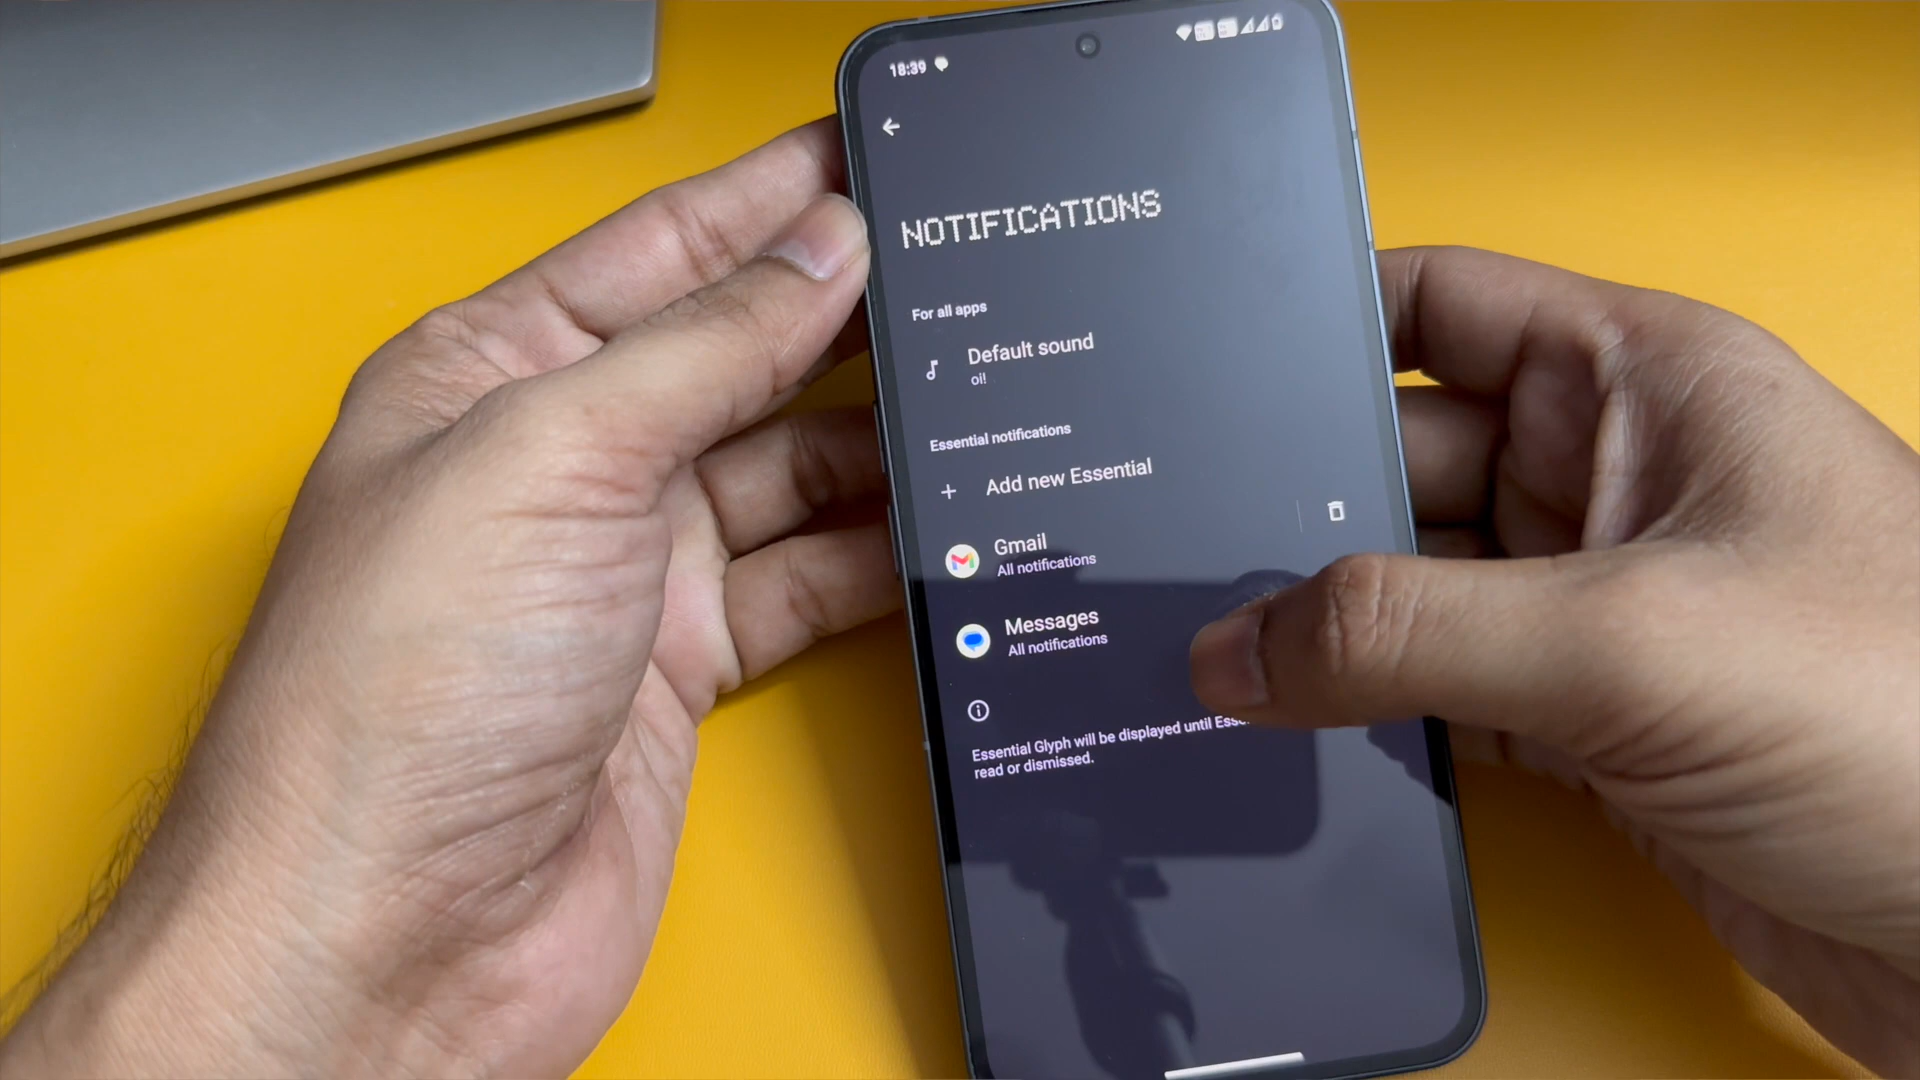 18:39
NOTIFICATIONS
For all apps
Default sound
oi!
Essential notifications
Add new Essential
Gmail
All notifications
Messages
All notifications
Essential Glyph will be displayed until
read or dismissed.